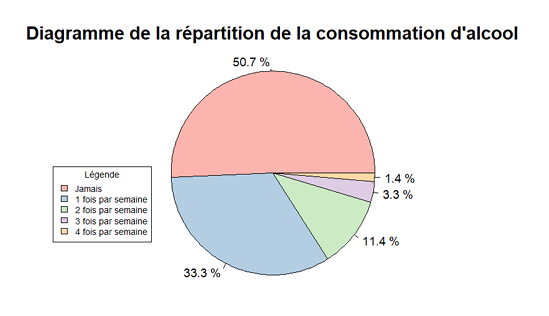 Diagramme de la répartition de la consommation d'alcool
50.7 %
Légende
Jamais
1 fois par semaine
2 fois par semaine
3 fois par semaine
4 fois par semaine
1.4 %
3.3 %
11.4 %
33.3 %